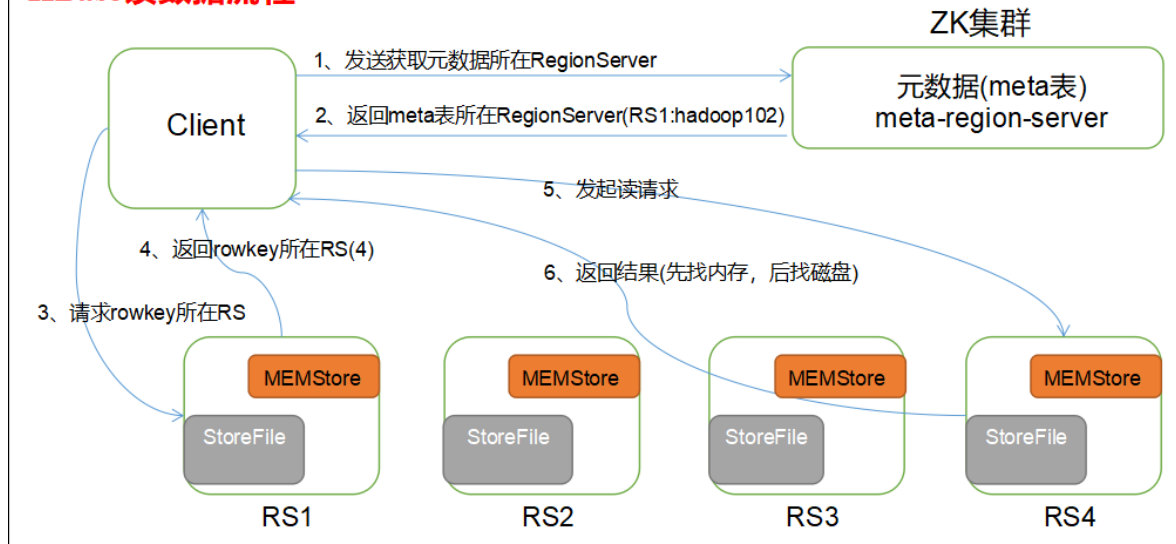 读数据流程
ZK集群
1、发送获取元数据所在RegionServer
元数据(meta表)
meta-region-server
Client
2、返回meta表所在RegionServer(RS1:hadoop102)
5、发起读请求
4、返回rowkey所在RS(4)
6、返回结果(先找内存，后找磁盘)
3、请求rowkey所在RS
MEMStore
MEMStore
MEMStore
MEMStore
StoreFile
StoreFile
StoreFile
StoreFile
RS1
RS2
RS3
RS4